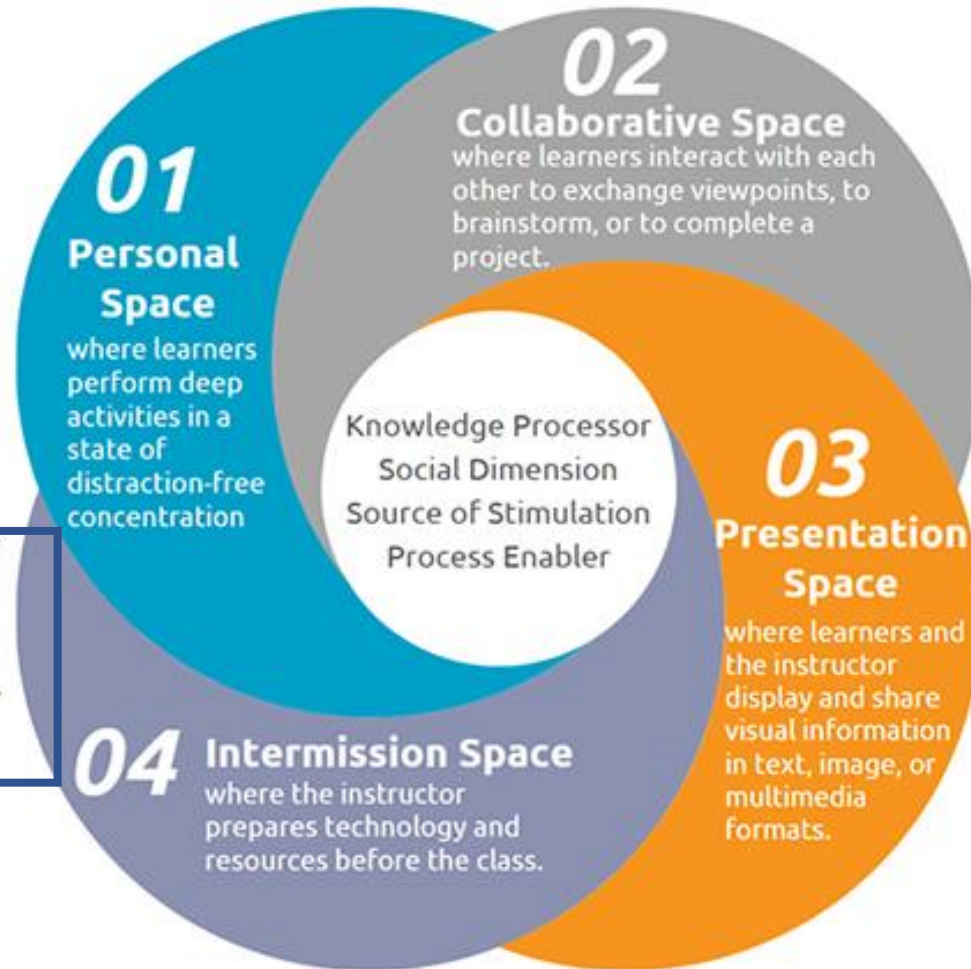 01
Personal
Space
where learners
perform deep
activities in a
state of
distraction-free
concentration
02
Collaborative Space
where learners interact with each
other to exchange viewpoints, to
brainstorm, or to complete a
project.
03
Presentation
Space
where learners and
the instructor
display and share
visual information
in text, image, or
multimedia
formats.
04
Intermission Space
where the instructor
prepares technology and
resources before the class.
Knowledge Processor
Social Dimension
Source of Stimulation
Process Enabler